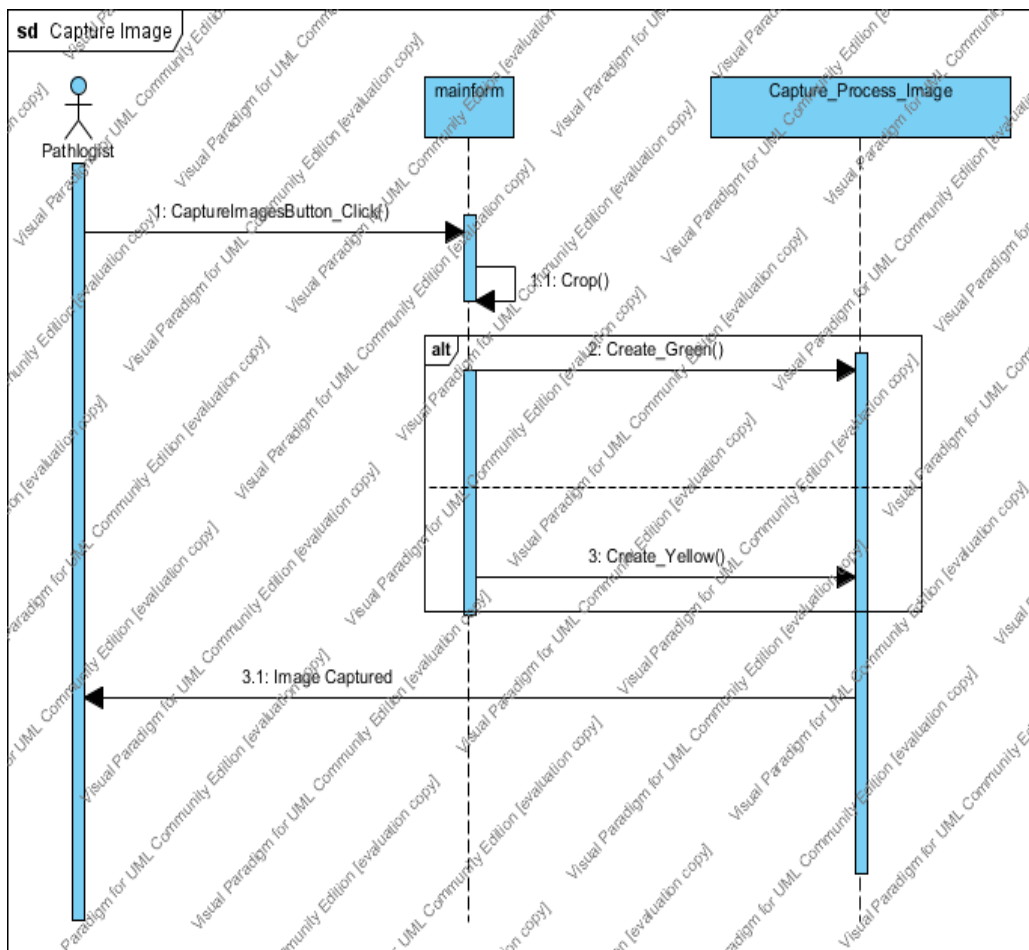 sd Capture Image
Pathlogist
mainform
Capture_Process_Image
1: CaptureImagesButton_Click()
1.1: Crop()
alt
2: Create_Green()
3: Create_Yellow()
3.1: Image Captured
Visual Paradigm for UML Community Edition [evaluation copy]